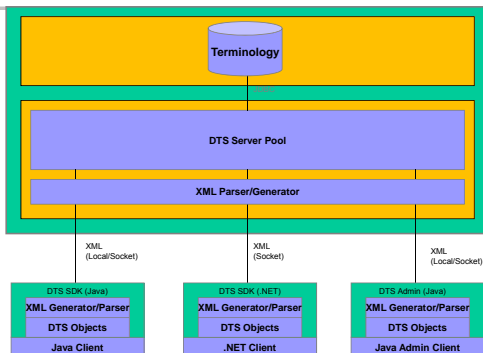 Terminology
DTS Server Pool
XML Parser/Generator
XML
(Local/Socket)
XML
(Socket)
XML
(Local/Socket)
DTS SDK (Java)
XML Generator/Parser
DTS Objects
Java Client
DTS SDK (.NET)
XML Generator/Parser
DTS Objects
.NET Client
DTS Admin (Java)
XML Generator/Parser
DTS Objects
Java Admin Client